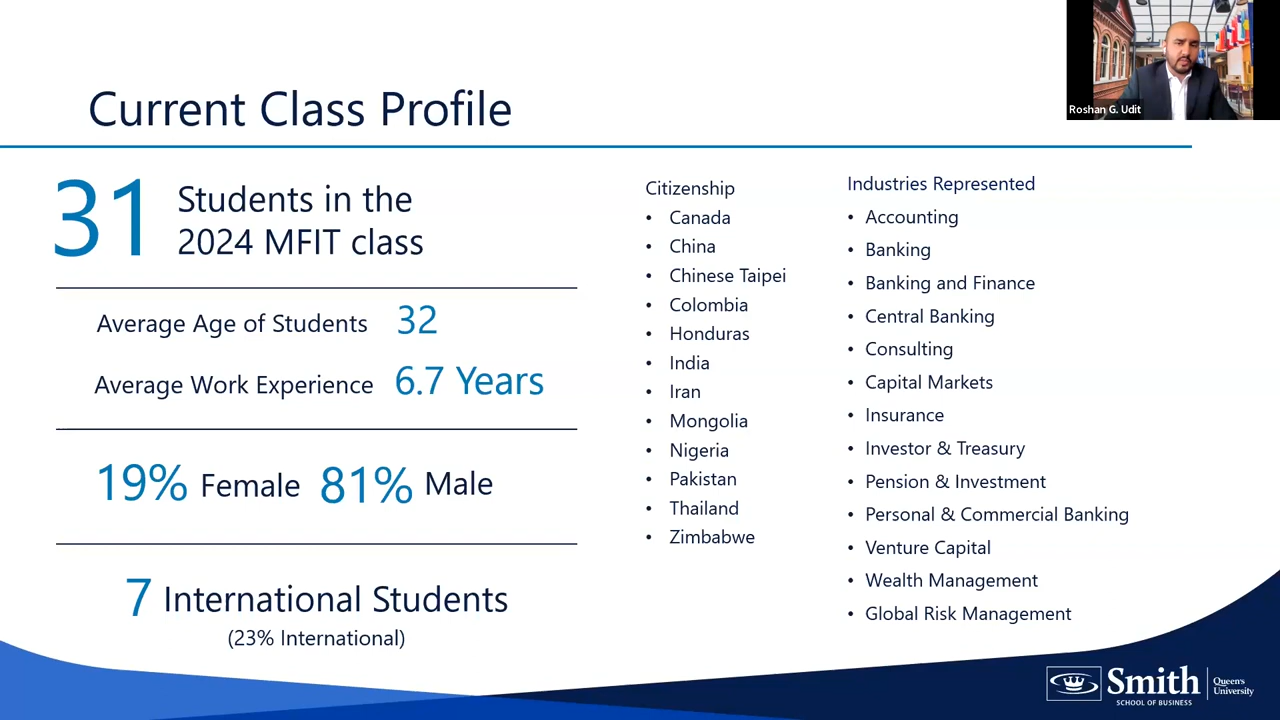 Roshan G. Udit
Current Class Profile
31
Students in the
2024 MFIT class
Average Age of Students 32
Average Work Experience 6.7 Years
19% Female 81% Male
7 International Students
(23% International)
Citizenship
• Canada
• China
• Chinese Taipei
• Colombia
• Honduras
• India
• Iran
• Mongolia
• Nigeria
• Pakistan
• Thailand
• Zimbabwe
Industries Represented
• Accounting
• Banking
• Banking and Finance
• Central Banking
• Consulting
• Capital Markets
• Insurance
• Investor & Treasury
• Pension & Investment
• Personal & Commercial Banking
• Venture Capital
• Wealth Management
• Global Risk Management
Smith
SCHOOL OF BUSINESS
Queen's
University